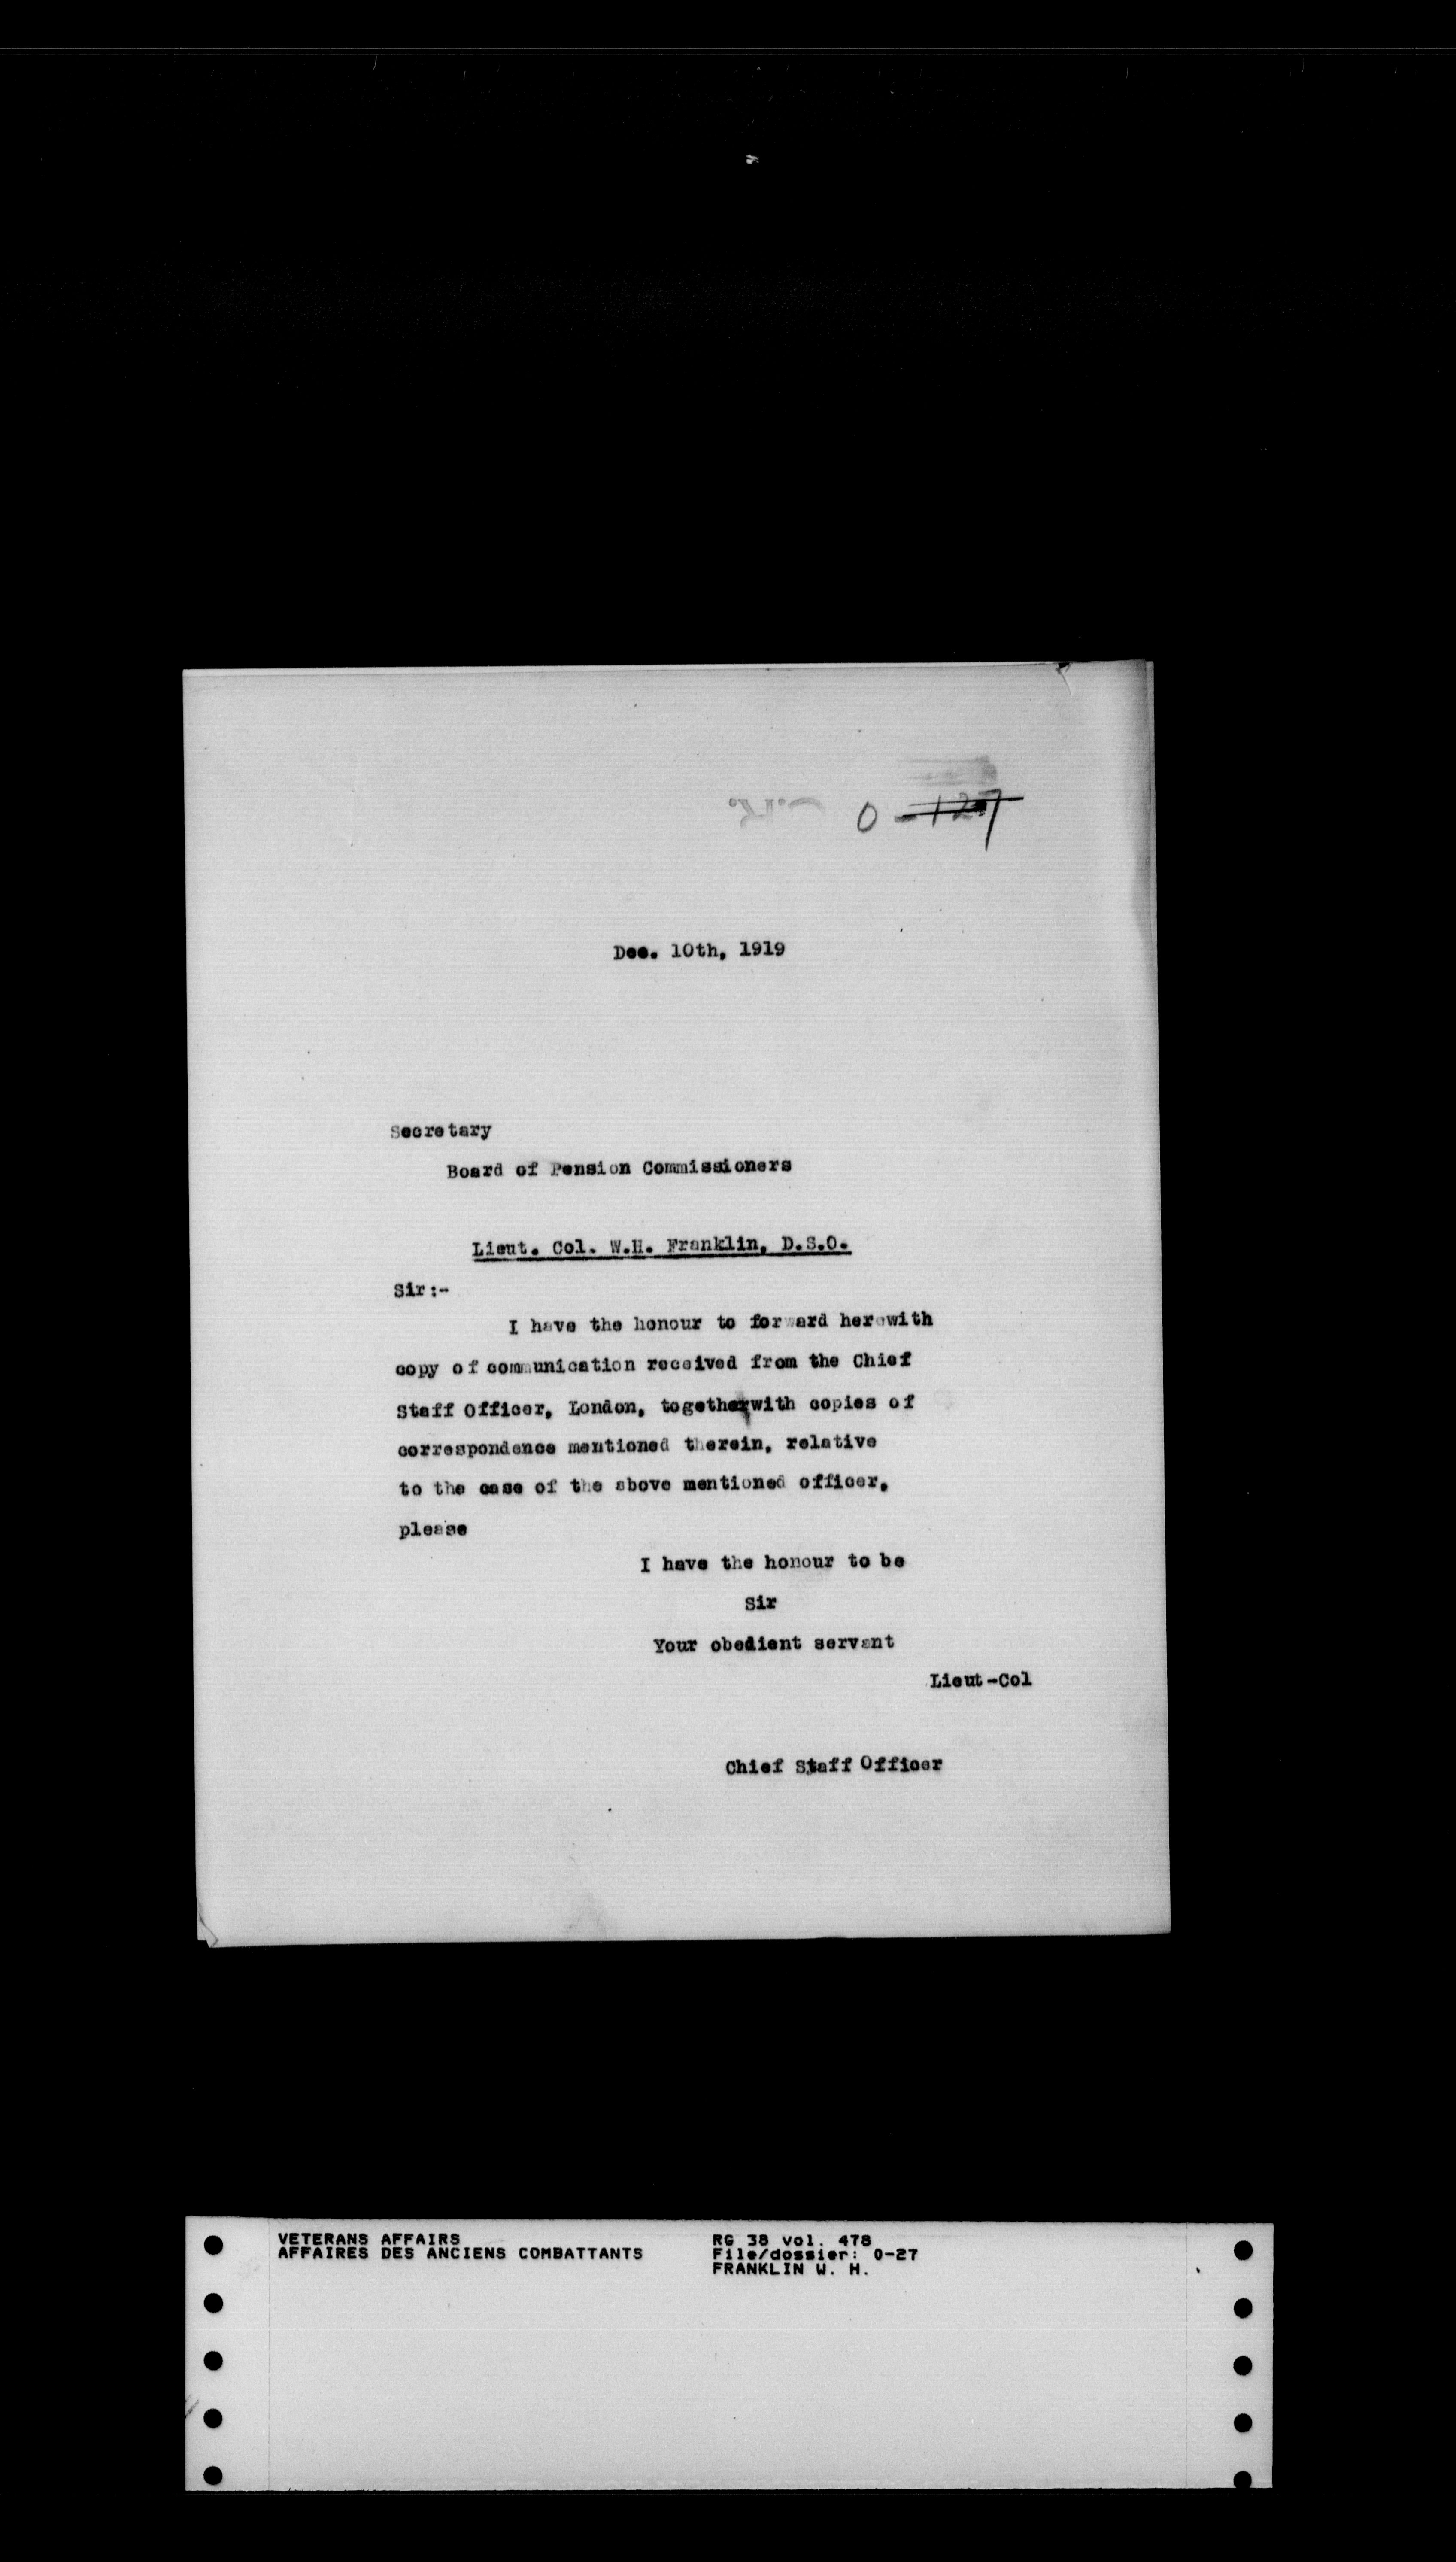 0 - 127
Dec. 10th, 1919
Secretary
Board of Pension Commissioners
Lieut. Col. W.H. Franklin, D.S.O.
Sir:-
I have the honour to forward herewith
copy of communication received from the Chief
Staff Officer, London, togetherwith copies of
correspondence mentioned therein, relative
to the case of the above mentioned officer,
please
I have the honour to be
Sir
Your obedient servant
Lieut-Col
Chief Staff Officer
VETERANS AFFAIRS
AFFAIRES DES ANCIENS COMBATTANTS
RG 38 vol. 478
File/dossier: 0-27
FRANKLIN W. H.